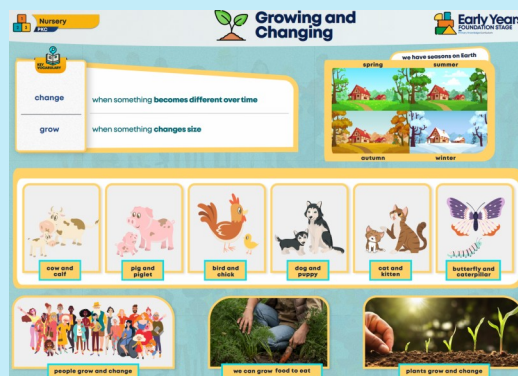 Nursery
PKC
Growing and
Changing
Early Years
FOUNDATION STAGE
we have seasons on Earth
spring summer
KEY
VOCABULARY
change when something becomes different over time
grow when something changes size
autumn winter
cow and
calf
pig and
piglet
bird and
chick
dog and
puppy
cat and
kitten
butterfly and
caterpillar
people grow and change
we can grow food to eat
plants grow and change